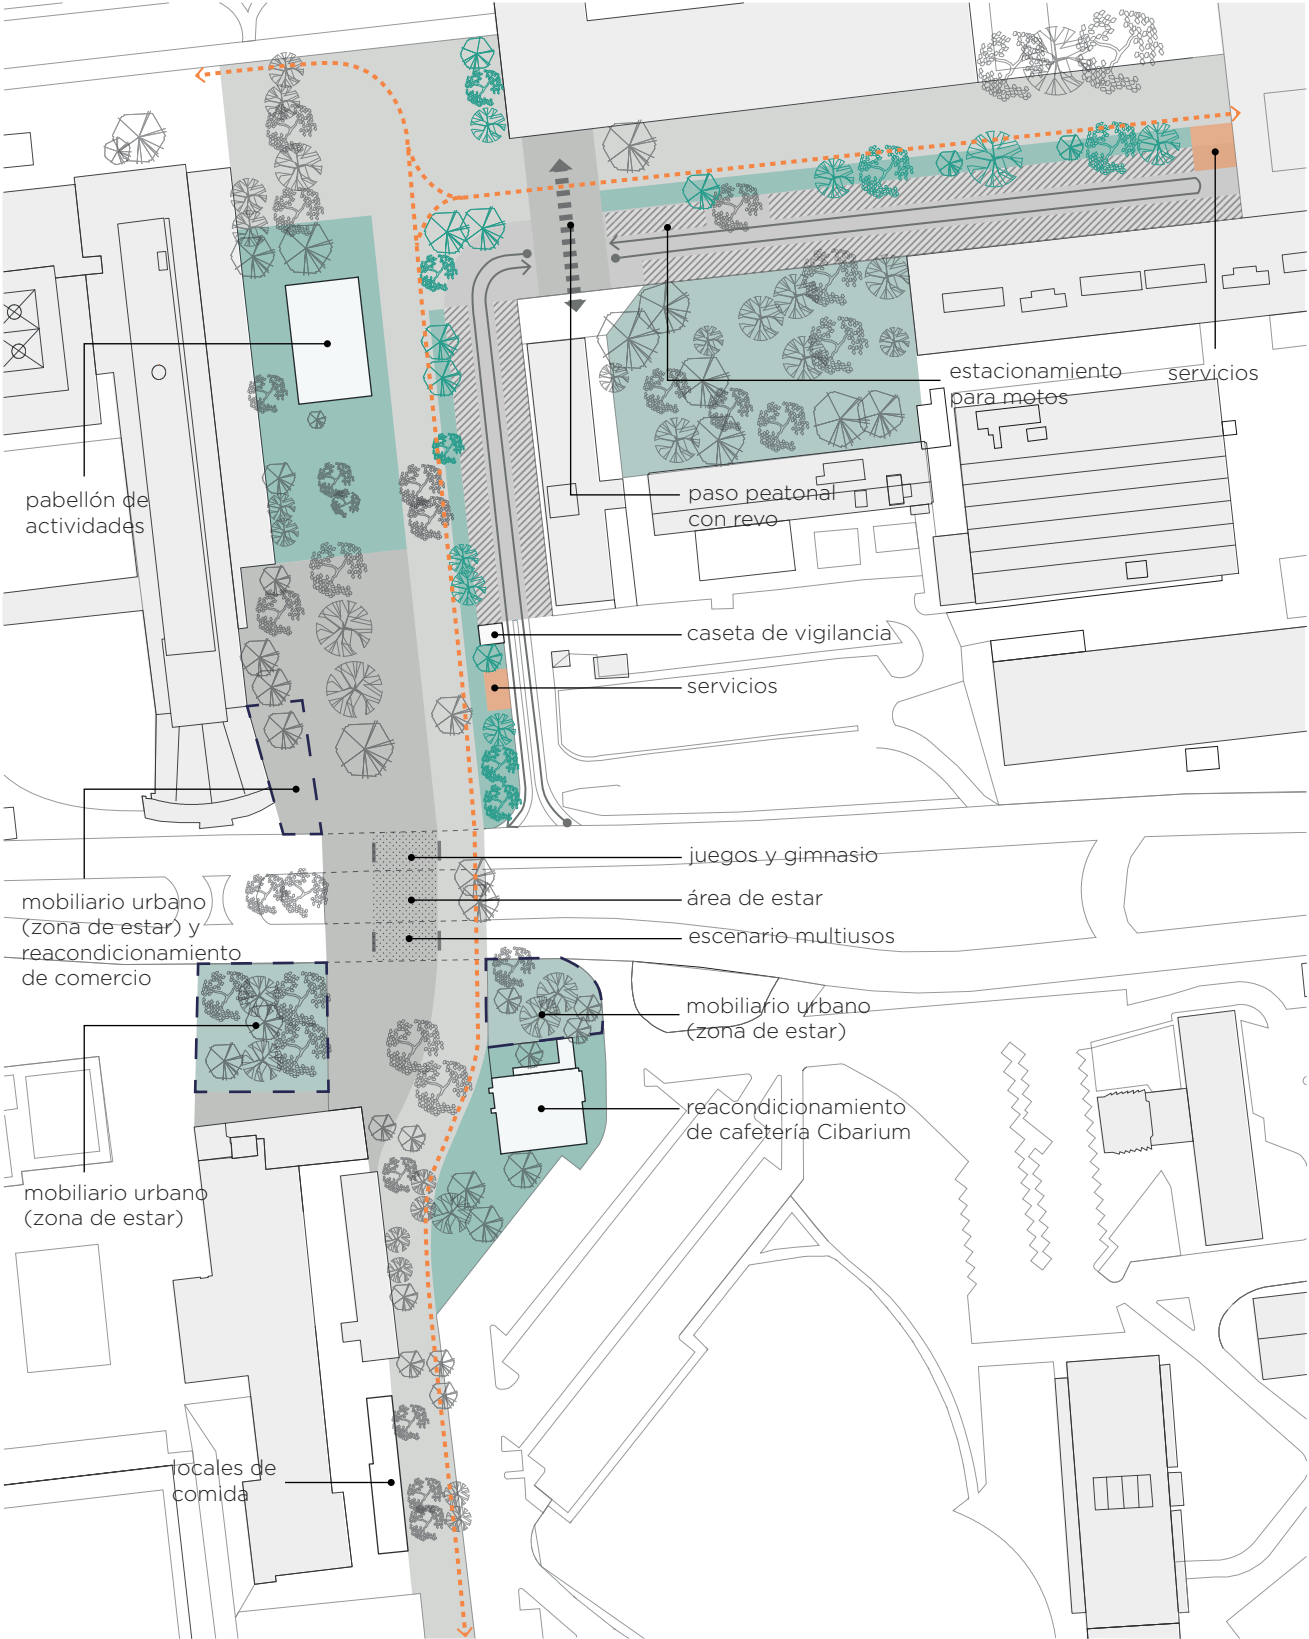 estacionamiento
para motos
servicios
pabellón de
actividades
paso peatonal
con revo
caseta de vigilancia
servicios
juegos y gimnasio
área de estar
escenario multiusos
mobiliario urbano
(zona de estar) y
reacondicionamiento
de comercio
mobiliario urbano
(zona de estar)
reacondicionamiento
de cafetería Cibarium
mobiliario urbano
(zona de estar)
locales de
comida